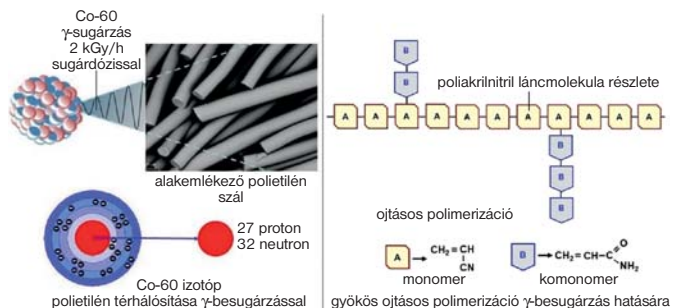 Co-60
γ-sugárzás
2 kGy/h
sugárdózissal
alakemlékező polietilén
szál
27 proton
32 neutron
Co-60 izotóp
polietilén térhálósítása γ-besugárzással
B
B
poliakrilnitril láncmolekula részlete
A A A A A A A A A A
B
B
B
ojtásos polimerizáció
A CH₂=CH
CN
monomer
B CH₂=CH-C
O
NH₂
komonomer
gyökös ojtásos polimerizáció γ-besugárzás hatására